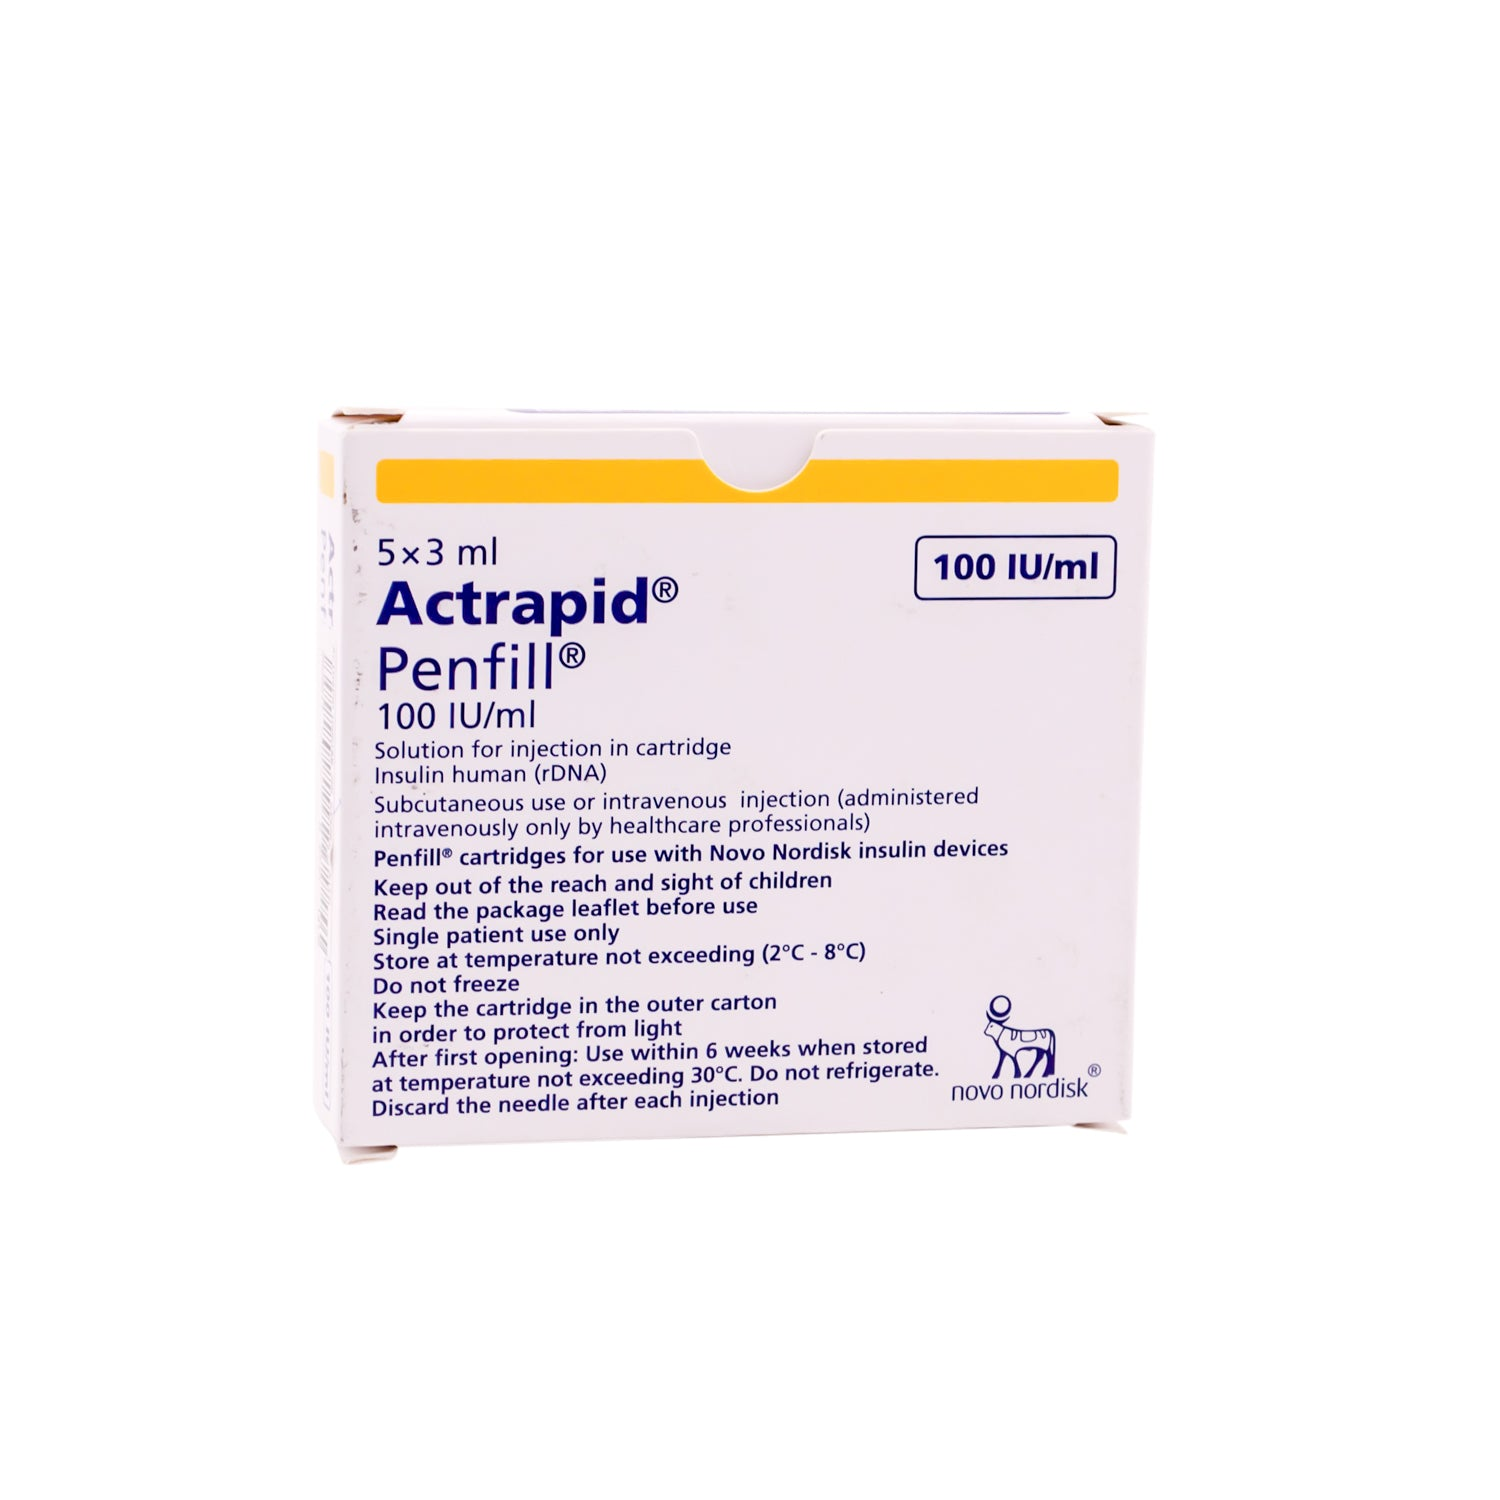 5×3 ml
100 IU/ml
Actrapid®
Penfill®
100 IU/ml
Solution for injection in cartridge
Insulin human (rDNA)
Subcutaneous use or intravenous injection (administered
intravenously only by healthcare professionals)
Penfill® cartridges for use with Novo Nordisk insulin devices
Keep out of the reach and sight of children
Read the package leaflet before use
Single patient use only
Store at temperature not exceeding (2°C - 8°C)
Do not freeze
Keep the cartridge in the outer carton
in order to protect from light
After first opening: Use within 6 weeks when stored
at temperature not exceeding 30°C. Do not refrigerate.
Discard the needle after each injection
novo nordisk®